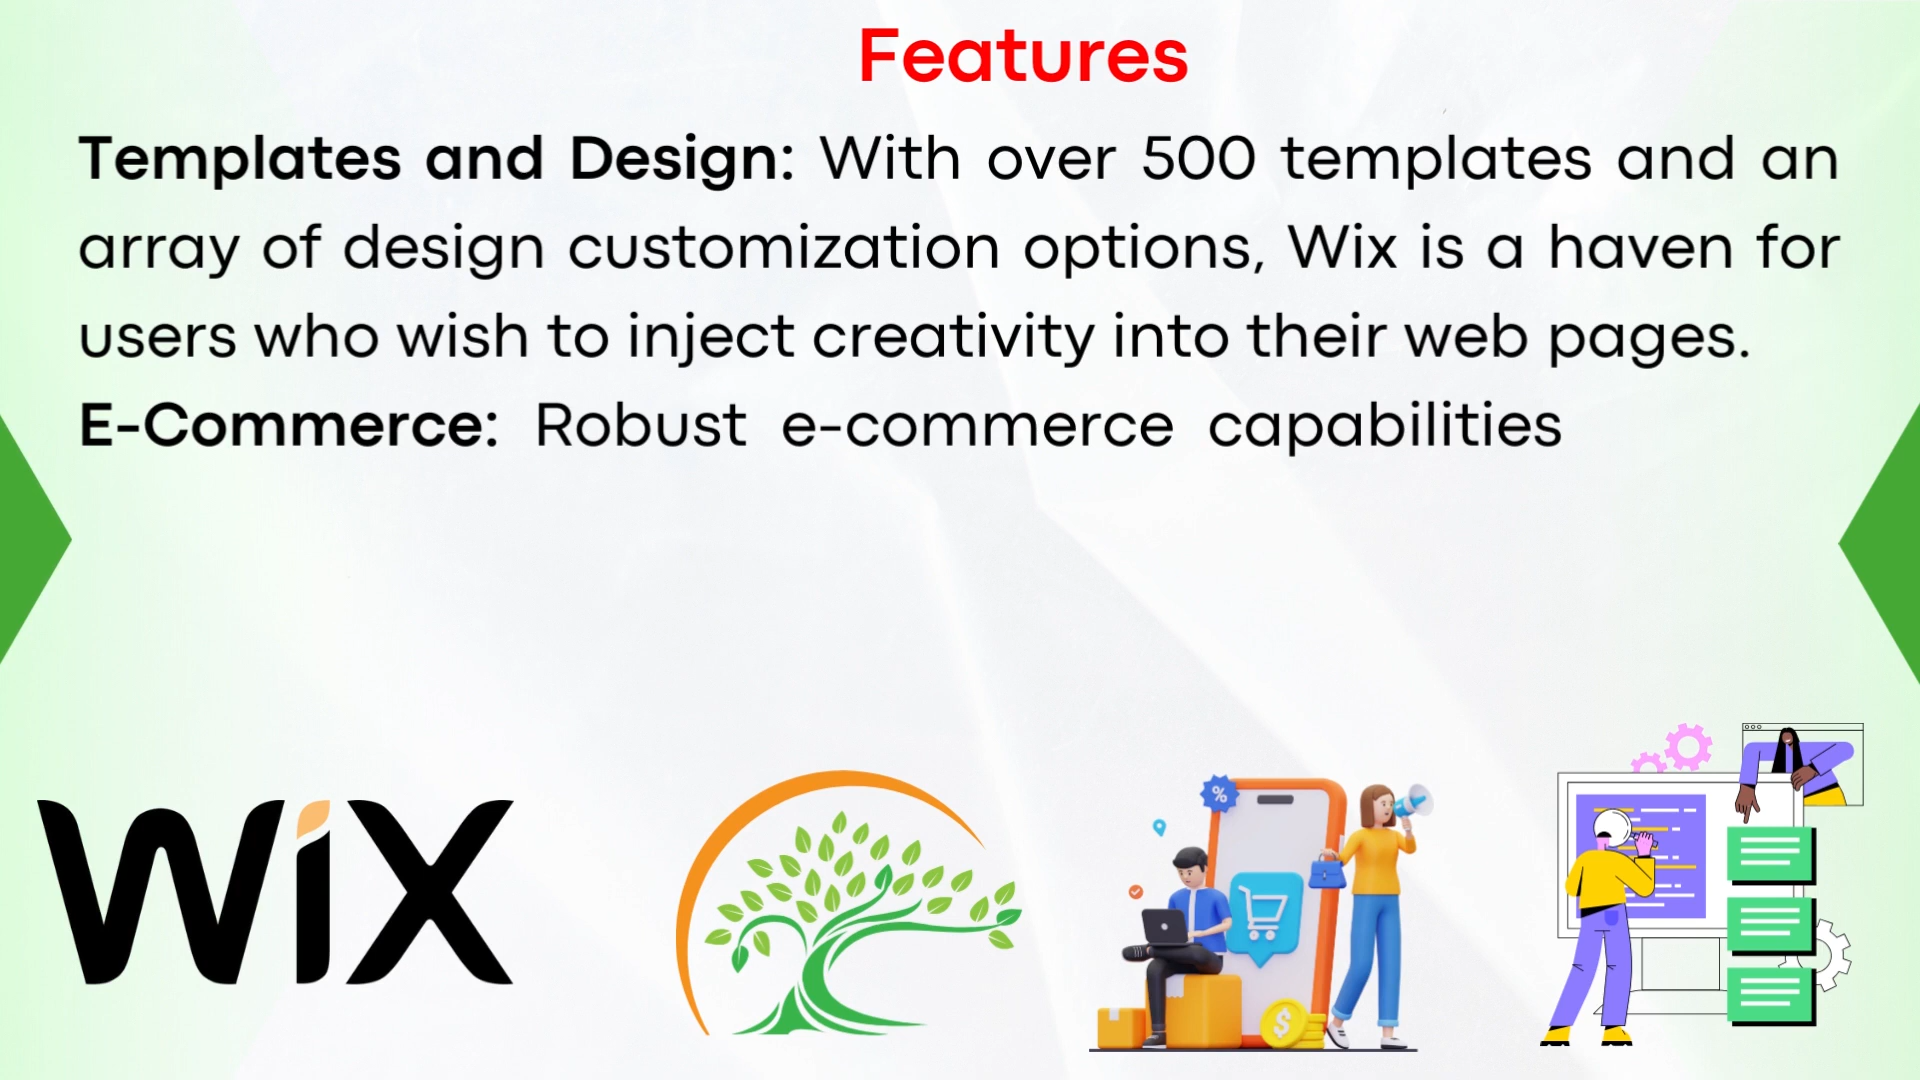 Features
Templates and Design: With over 500 templates and an
array of design customization options, Wix is a haven for
users who wish to inject creativity into their web pages.
E-Commerce: Robust e-commerce capabilities
WiX
%
$